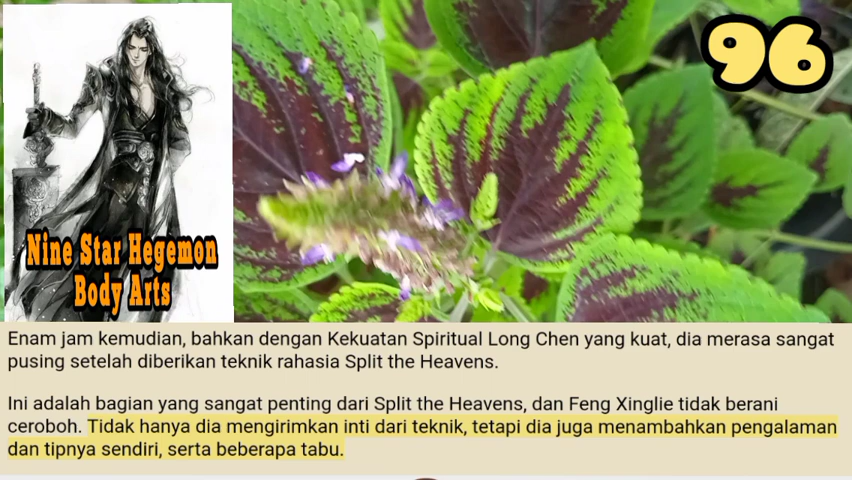 96
Nine Star Hegemon
Body Arts
Enam jam kemudian, bahkan dengan Kekuatan Spiritual Long Chen yang kuat, dia merasa sangat
pusing setelah diberikan teknik rahasia Split the Heavens.
Ini adalah bagian yang sangat penting dari Split the Heavens, dan Feng Xinglie tidak berani
ceroboh. Tidak hanya dia mengirimkan inti dari teknik, tetapi dia juga menambahkan pengalaman
dan tipnya sendiri, serta beberapa tabu.